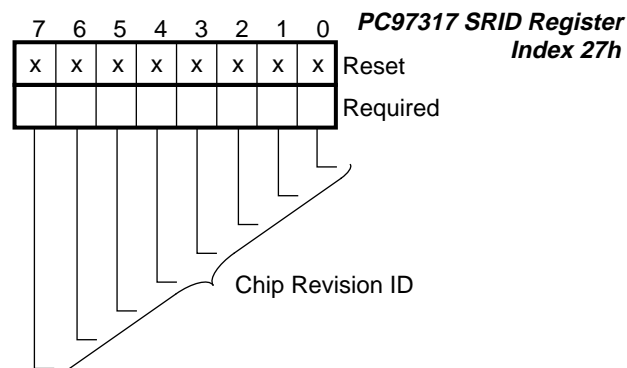 PC97317 SRID Register
Index 27h
7 6 5 4 3 2 1 0
x x x x x x x x Reset
Required
Chip Revision ID